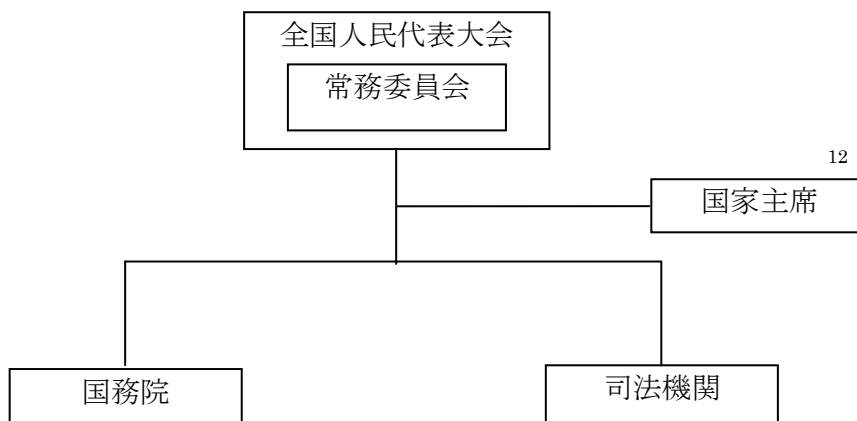 全国人民代表大会
常務委員会
12
国家主席
国務院
司法機関